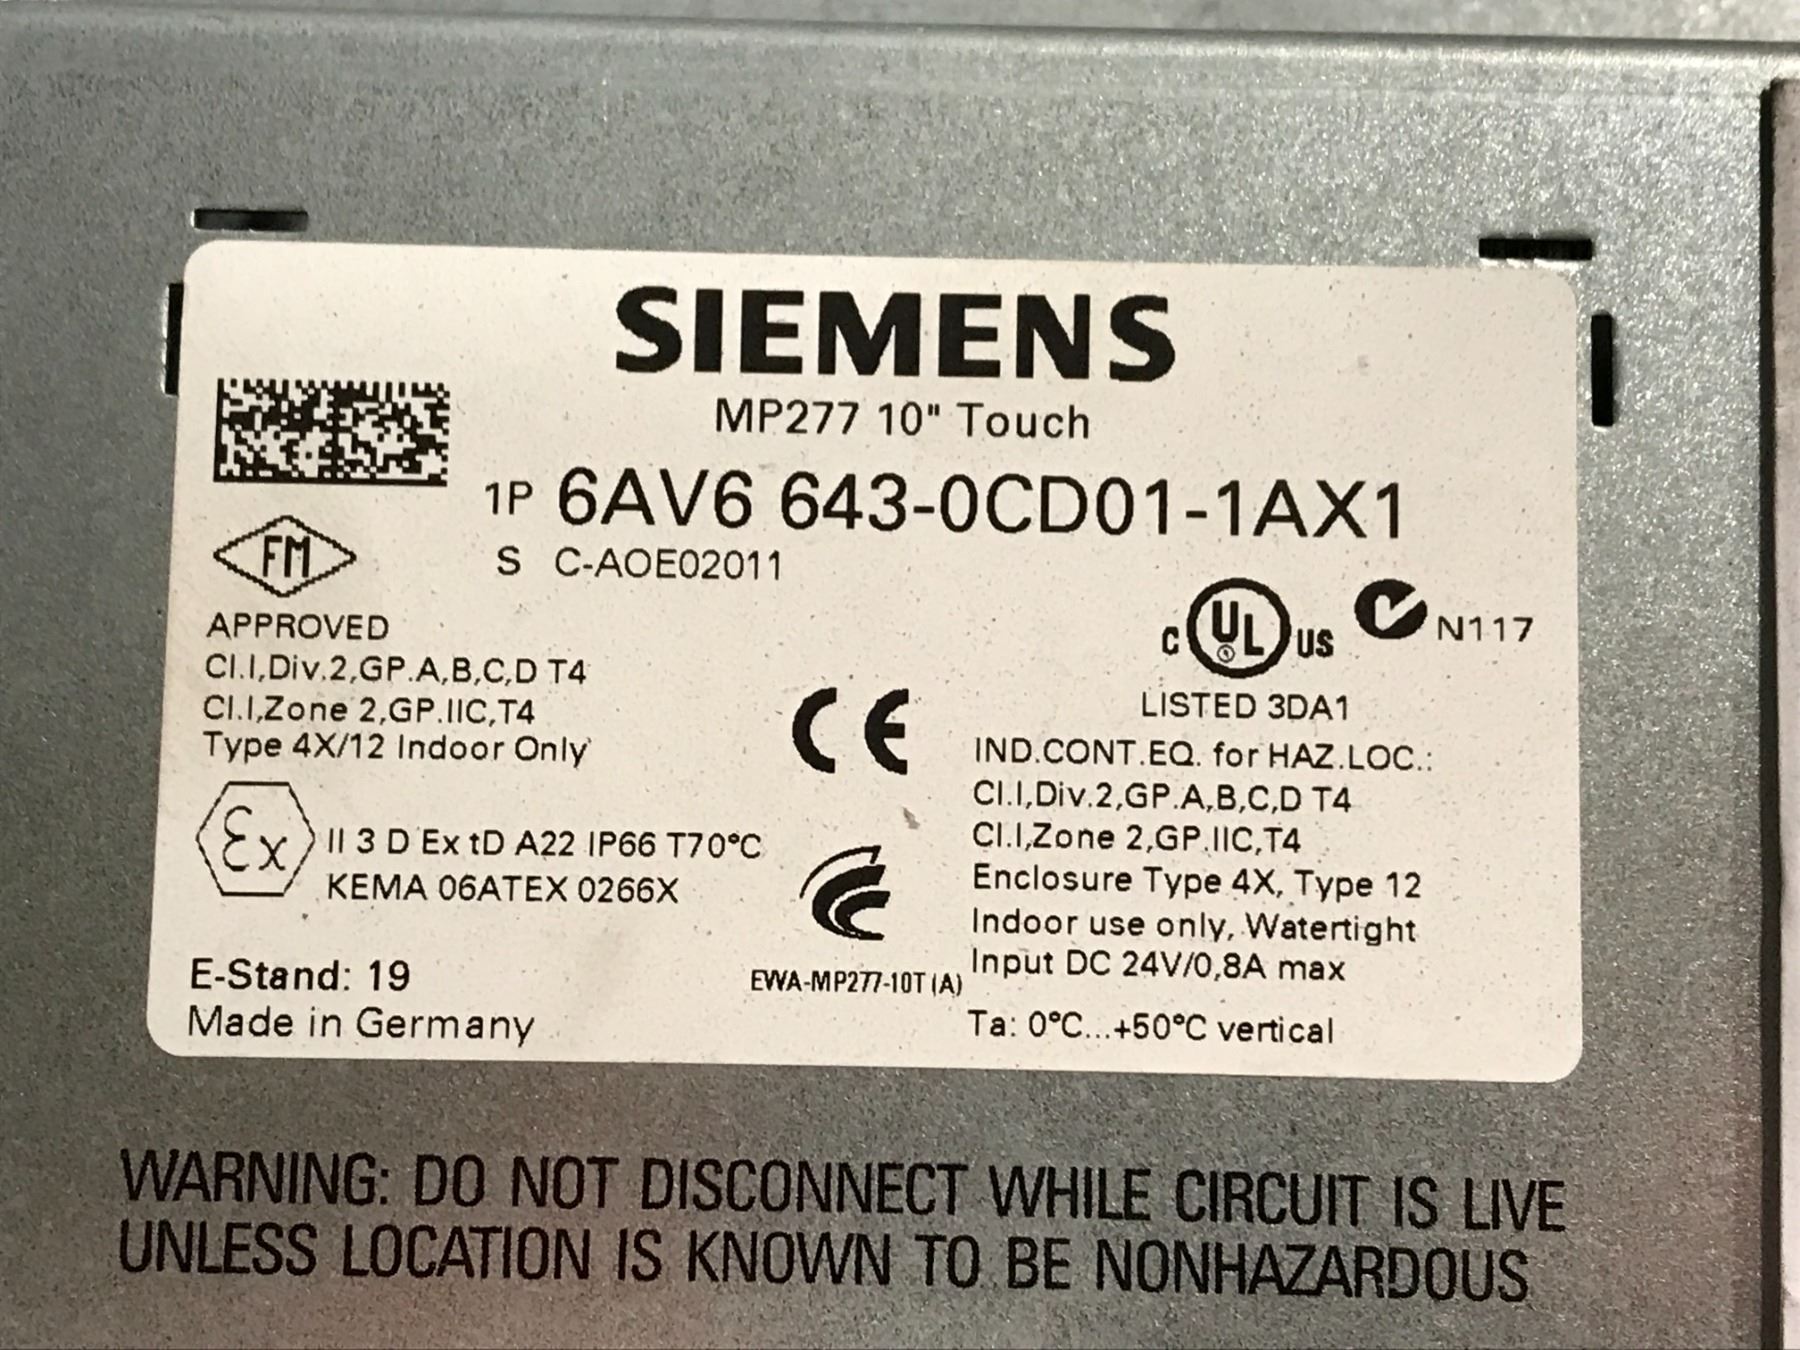 SIEMENS
MP277 10" Touch
1P 6AV6 643-0CD01-1AX1
S C-AOE02011
FM
APPROVED
CI.I,Div.2,GP.A,B,C,D T4
CI.I,Zone 2,GP.IIC,T4
Type 4X/12 Indoor Only
Ex II 3 D Ex tD A22 IP66 T70°C
KEMA 06ATEX 0266X
E-Stand: 19
Made in Germany
CE
EWA-MP277-10T (A)
C UL US N117
LISTED 3DA1
IND.CONT.EQ. for HAZ.LOC.:
CI.I,Div.2,GP.A,B,C,D T4
CI.I,Zone 2,GP.IIC,T4
Enclosure Type 4X, Type 12
Indoor use only, Watertight
Input DC 24V/0,8A max
Ta: 0°C...+50°C vertical
WARNING: DO NOT DISCONNECT WHILE CIRCUIT IS LIVE
UNLESS LOCATION IS KNOWN TO BE NONHAZARDOUS